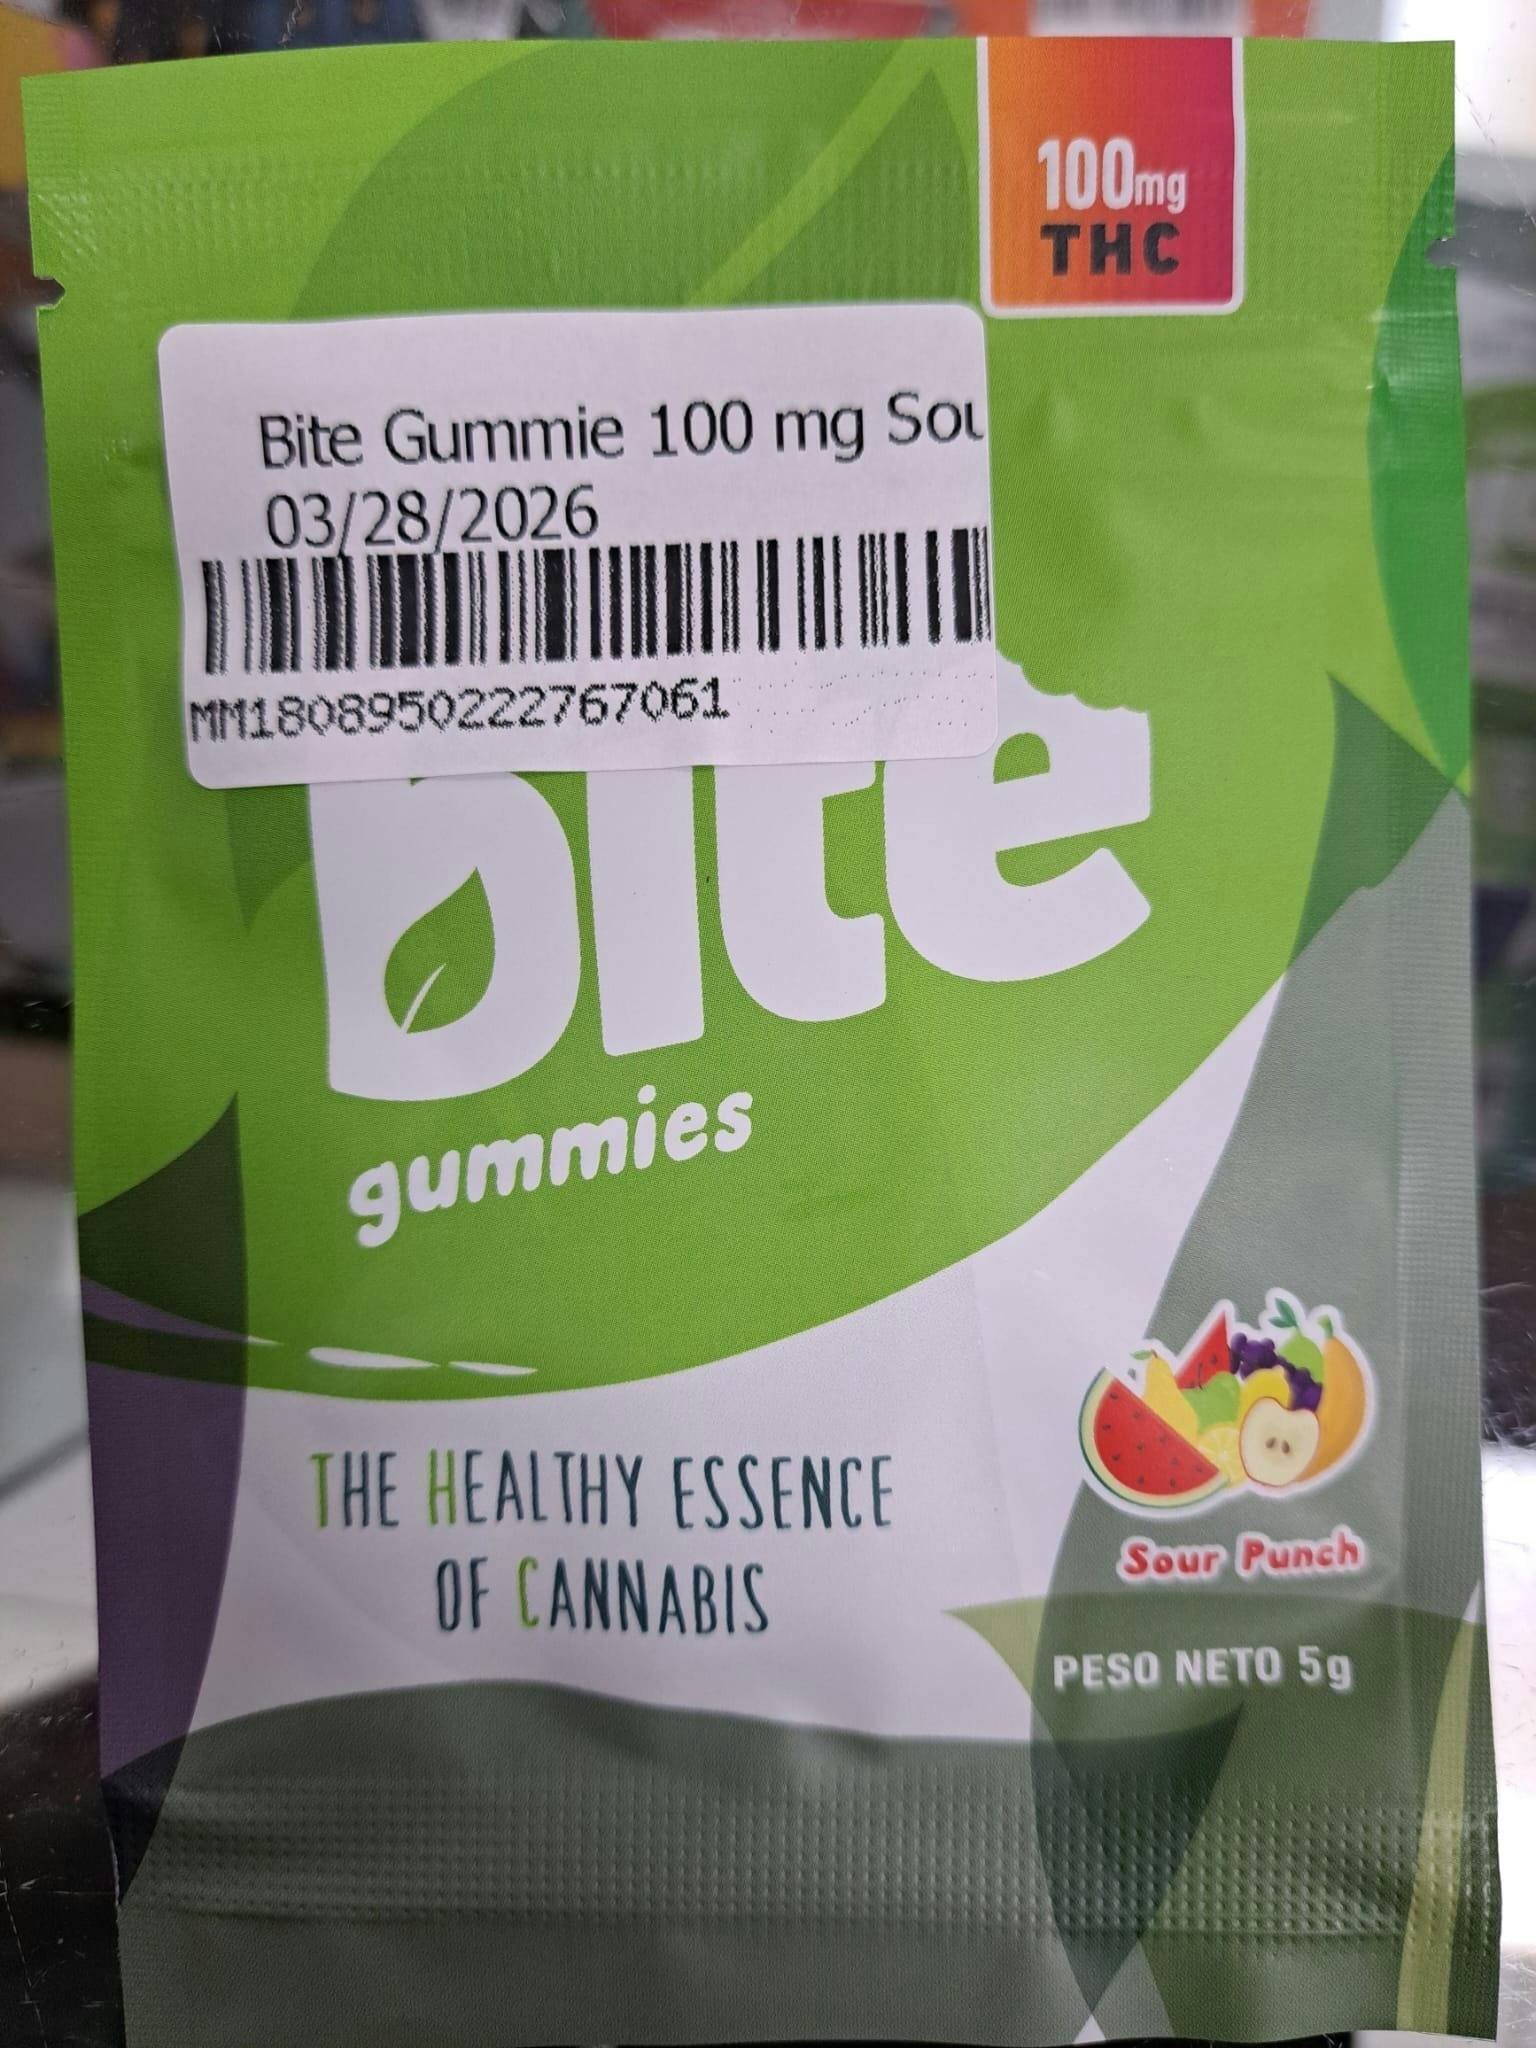 100mg
THC
Bite Gummie 100 mg Sou
03/28/2026
MM18089502222767061
bite
gummies
THE HEALTHY ESSENCE
OF CANNABIS
Sour Punch
PESO NETO 5g